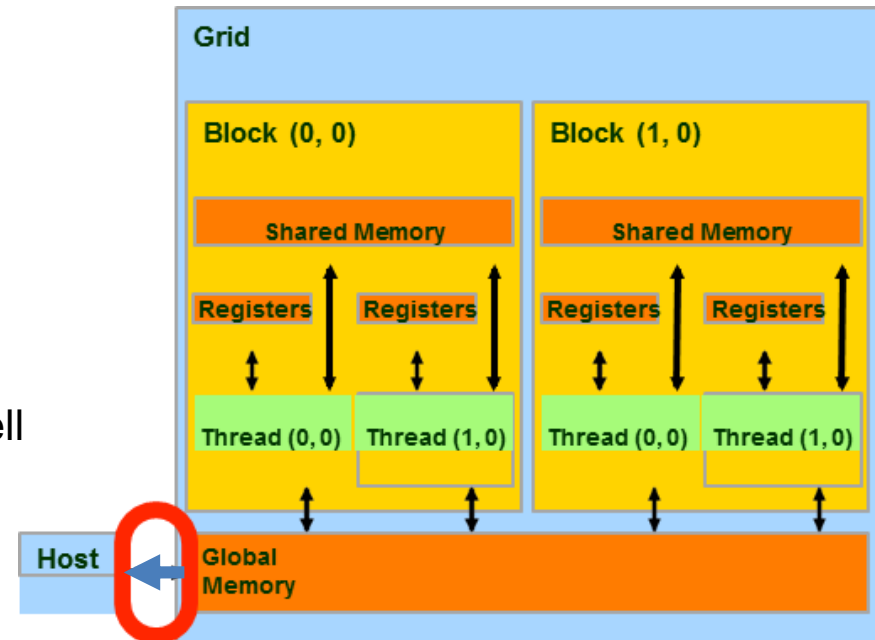 Grid
Block (0, 0)
Block (1, 0)
Shared Memory
Shared Memory
Registers
Registers
Registers
Registers
ell
Thread (0, 0)
Thread (1, 0)
Thread (0, 0)
Thread (1, 0)
Host
Global
Memory